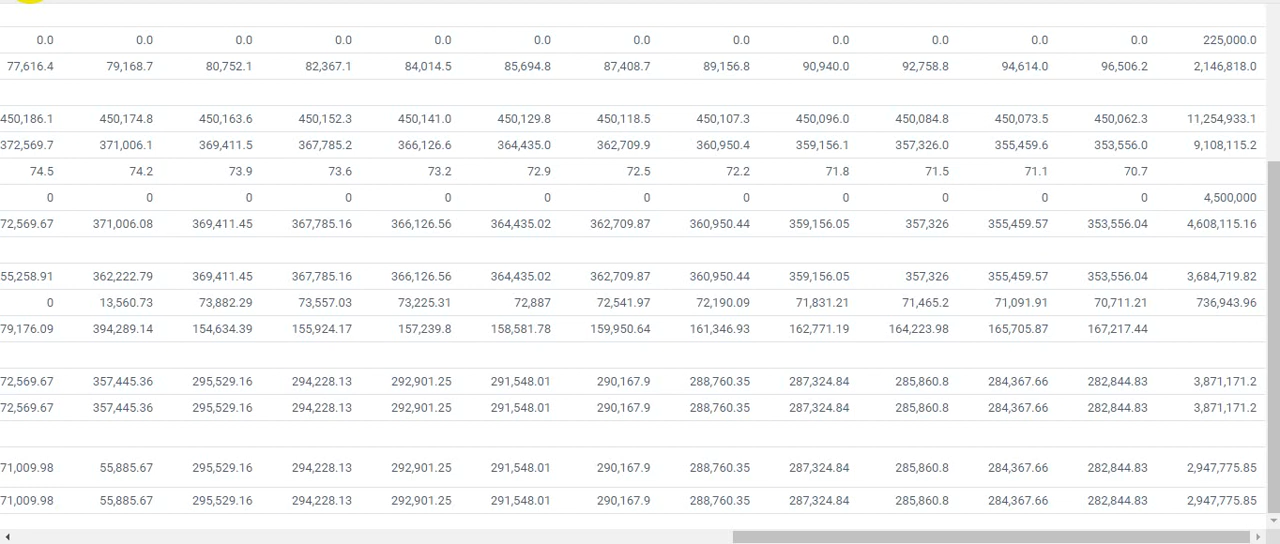 0.0 0.0 0.0 0.0 0.0 0.0 0.0 0.0 0.0 0.0 0.0 0.0 225,000.0
77,616.4 79,168.7 80,752.1 82,367.1 84,014.5 85,694.8 87,408.7 89,156.8 90,940.0 92,758.8 94,614.0 96,506.2 2,146,818.0
450,186.1 450,174.8 450,163.6 450,152.3 450,141.0 450,129.8 450,118.5 450,107.3 450,096.0 450,084.8 450,073.5 450,062.3 11,254,933.1
372,569.7 371,006.1 369,411.5 367,785.2 366,126.6 364,435.0 362,709.9 360,950.4 359,156.1 357,326.0 355,459.6 353,556.0 9,108,115.2
74.5 74.2 73.9 73.6 73.2 72.9 72.5 72.2 71.8 71.5 71.1 70.7
0 0 0 0 0 0 0 0 0 0 0 0 4,500,000
72,569.67 371,006.08 369,411.45 367,785.16 366,126.56 364,435.02 362,709.87 360,950.44 359,156.05 357,326 355,459.57 353,556.04 4,608,115.16
55,258.91 362,222.79 369,411.45 367,785.16 366,126.56 364,435.02 362,709.87 360,950.44 359,156.05 357,326 355,459.57 353,556.04 3,684,719.82
0 13,560.73 73,882.29 73,557.03 73,225.31 72,887 72,541.97 72,190.09 71,831.21 71,465.2 71,091.91 70,711.21 736,943.96
79,176.09 394,289.14 154,634.39 155,924.17 157,239.8 158,581.78 159,950.64 161,346.93 162,771.19 164,223.98 165,705.87 167,217.44
72,569.67 357,445.36 295,529.16 294,228.13 292,901.25 291,548.01 290,167.9 288,760.35 287,324.84 285,860.8 284,367.66 282,844.83 3,871,171.2
72,569.67 357,445.36 295,529.16 294,228.13 292,901.25 291,548.01 290,167.9 288,760.35 287,324.84 285,860.8 284,367.66 282,844.83 3,871,171.2
71,009.98 55,885.67 295,529.16 294,228.13 292,901.25 291,548.01 290,167.9 288,760.35 287,324.84 285,860.8 284,367.66 282,844.83 2,947,775.85
71,009.98 55,885.67 295,529.16 294,228.13 292,901.25 291,548.01 290,167.9 288,760.35 287,324.84 285,860.8 284,367.66 282,844.83 2,947,775.85